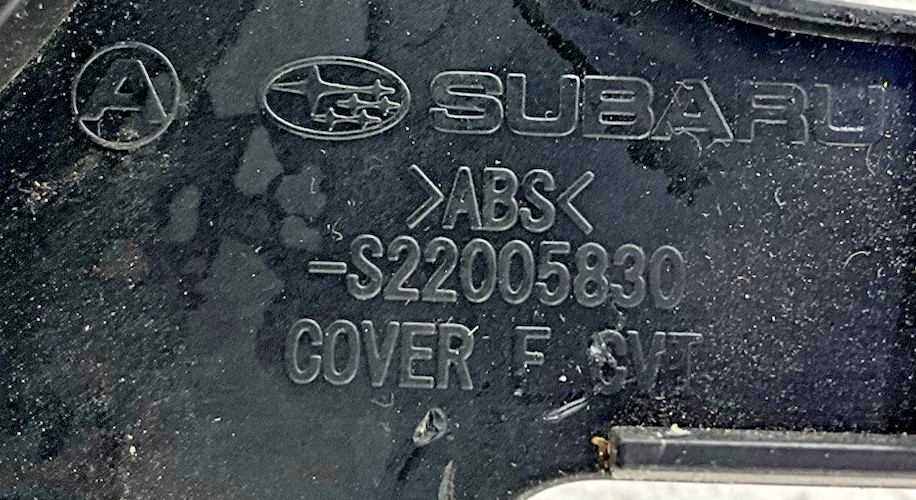 A SUBARU
>ABS<
-S22005830
COVER F CVT